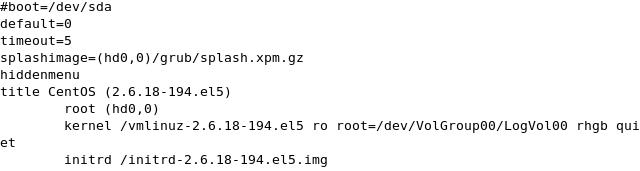 #boot=/dev/sda
default=0
timeout=5
splashimage=(hd0,0)/grub/splash.xpm.gz
hiddenmenu
title CentOS (2.6.18-194.el5)
        root (hd0,0)
        kernel /vmlinuz-2.6.18-194.el5 ro root=/dev/VolGroup00/LogVol00 rhgb qui
et
        initrd /initrd-2.6.18-194.el5.img